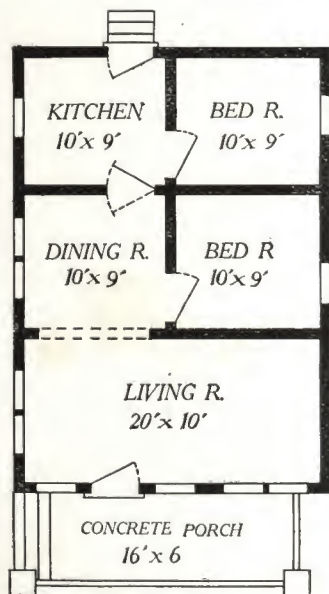 KITCHEN
10'x 9'
BED R.
10'x 9'
DINING R.
10'x 9'
BED R
10'x 9'
LIVING R.
20'x 10'
CONCRETE PORCH
16'x 6